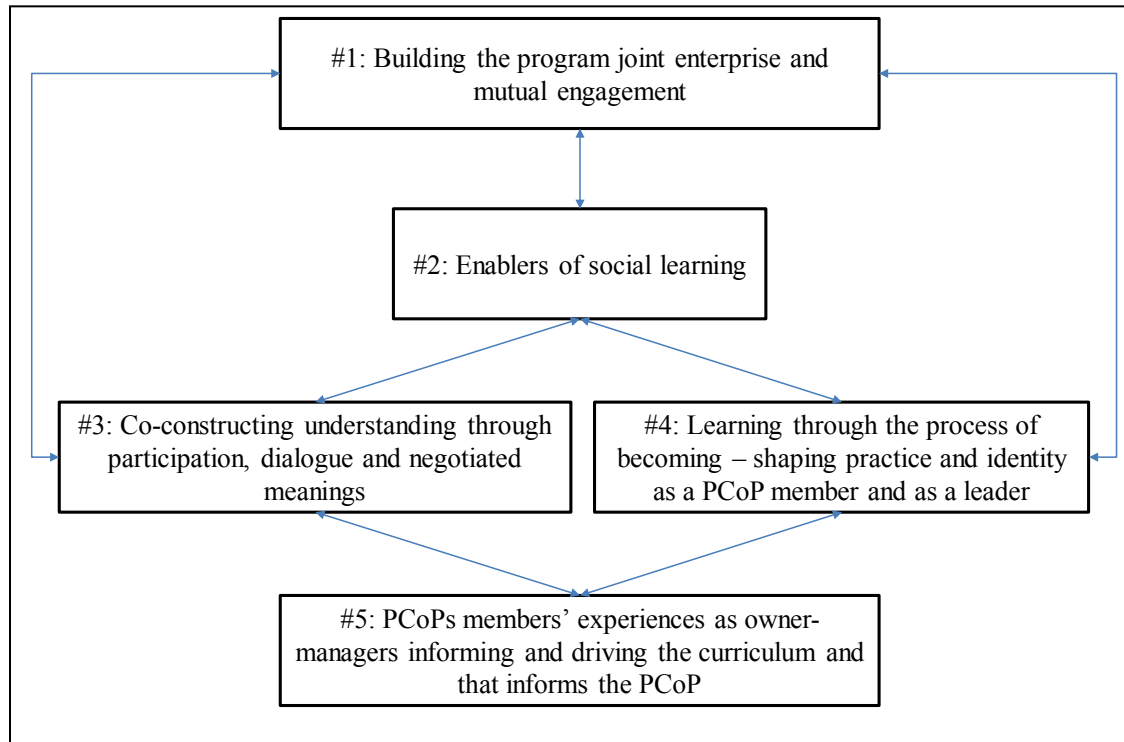 #1: Building the program joint enterprise and
mutual engagement
#2: Enablers of social learning
#3: Co-constructing understanding through
participation, dialogue and negotiated
meanings
#4: Learning through the process of
becoming – shaping practice and identity
as a PCoP member and as a leader
#5: PCoPs members’ experiences as owner-
managers informing and driving the curriculum and
that informs the PCoP